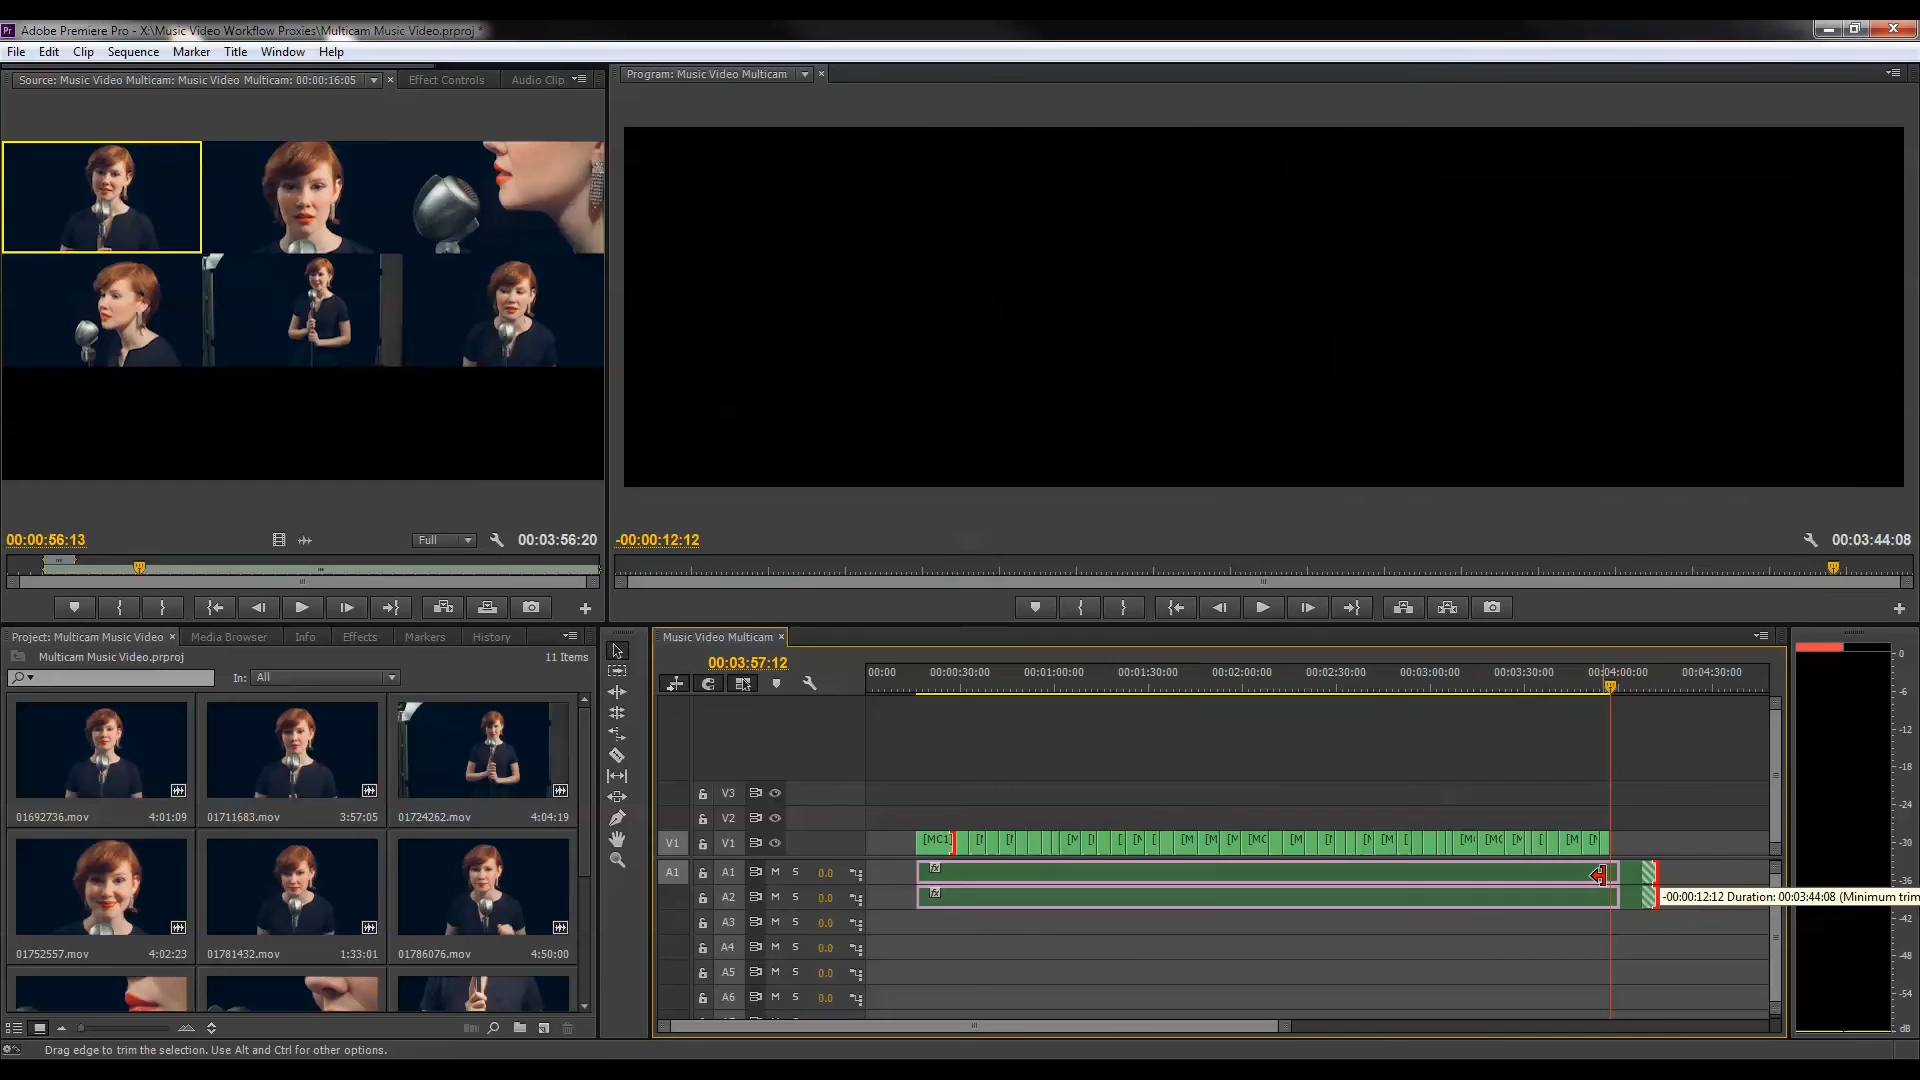 Pr Adobe Premiere Pro - X:\Music Video Workflow Proxies\Multicam Music Video.prproj *
File Edit Clip Sequence Marker Title Window Help
Source: Music Video Multicam: Music Video Multicam: 00:00:16:05 Effect Controls Audio Clip
Program: Music Video Multicam
00:00:56:13 Full 00:03:56:20
-00:00:12:12 00:03:44:08
Project: Multicam Music Video Media Browser Info Effects Markers History
Multicam Music Video.prproj 11 Items
In: All
01692736.mov 4:01:09
01711683.mov 3:57:05
01724262.mov 4:04:19
01752557.mov 4:02:23
01781432.mov 1:33:01
01786076.mov 4:50:00
Music Video Multicam
00:03:57:12
00:00 00:00:30:00 00:01:00:00 00:01:30:00 00:02:00:00 00:02:30:00 00:03:00:00 00:03:30:00 00:04:00:00 00:04:30:00
V3
V2
V1 V1 [MC1]
A1 A1 M S 0.0 fx
A2 M S 0.0 fx
-00:00:12:12 Duration: 00:03:44:08 (Minimum trim
A3 M S 0.0
A4 M S 0.0
A5 M S 0.0
A6 M S 0.0
0
-6
-12
-18
-24
-30
-36
-42
-48
-54
dB
Drag edge to trim the selection. Use Alt and Ctrl for other options.